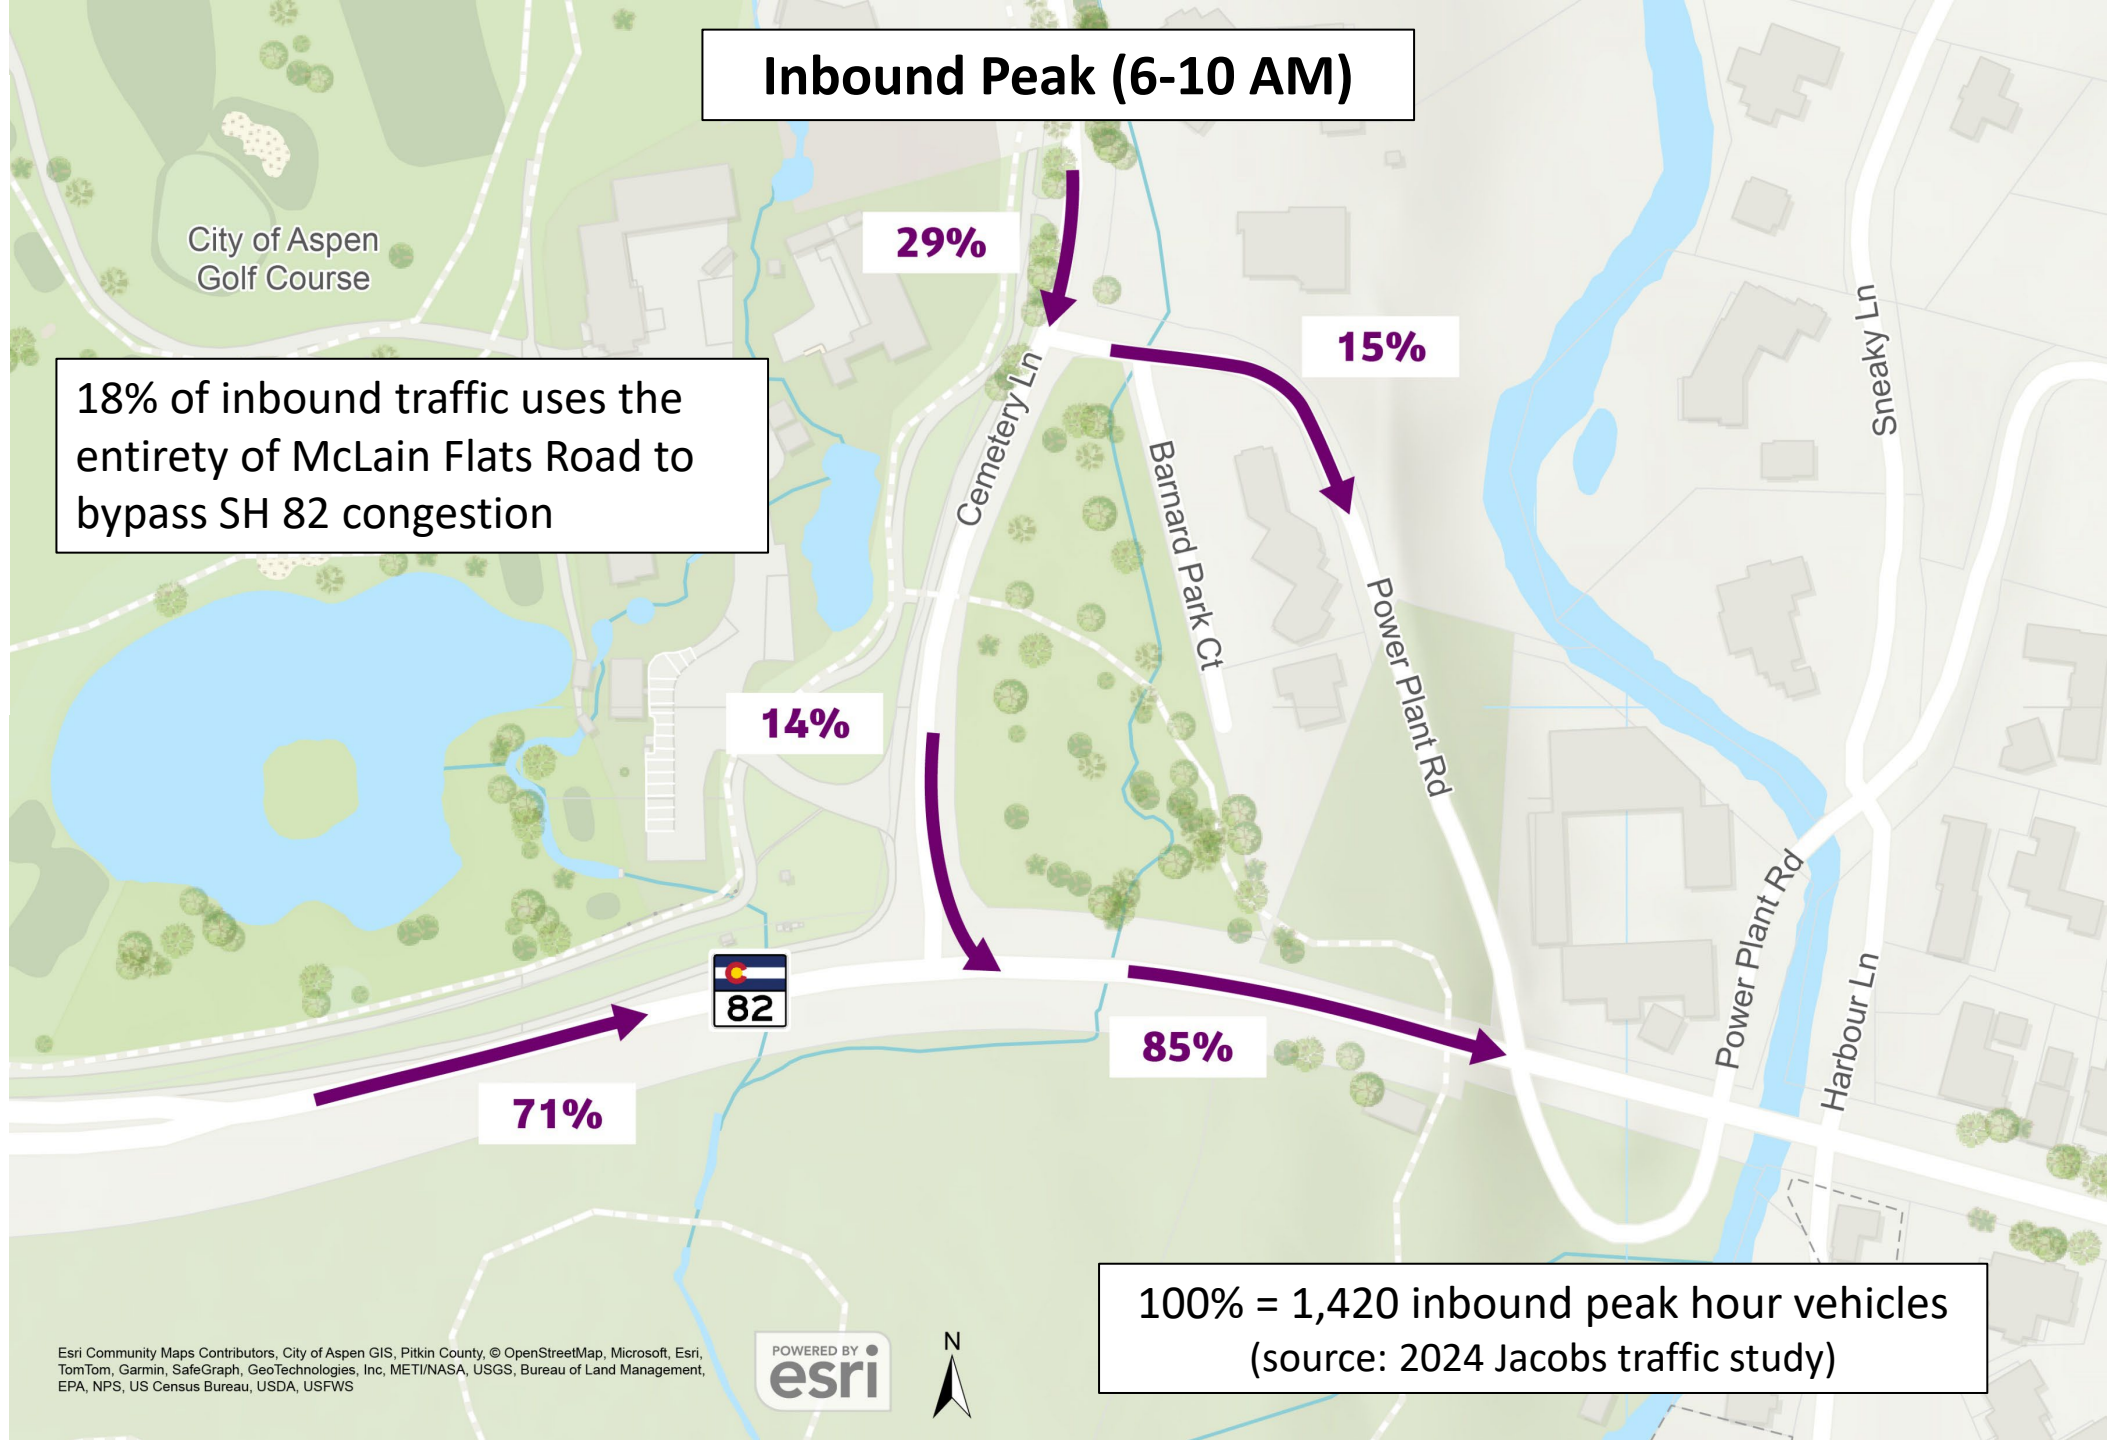 Inbound Peak (6-10 AM)
29%
City of Aspen
Golf Course
15%
Sneaky Ln
18% of inbound traffic uses the
entirety of McLain Flats Road to
bypass SH 82 congestion
Cemetery Ln
Barnard Park Ct
Power Plant Rd
14%
Power Plant Rd
Harbour Ln
82
85%
71%
100% = 1,420 inbound peak hour vehicles
(source: 2024 Jacobs traffic study)
Esri Community Maps Contributors, City of Aspen GIS, Pitkin County, © OpenStreetMap, Microsoft, Esri,
TomTom, Garmin, SafeGraph, GeoTechnologies, Inc, METI/NASA, USGS, Bureau of Land Management,
EPA, NPS, US Census Bureau, USDA, USFWS
POWERED BY
esri
N